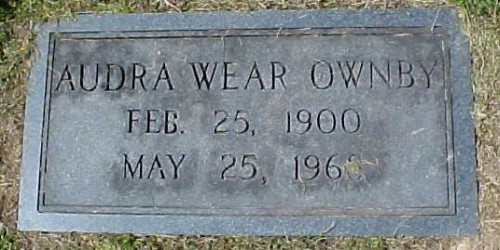 AUDRA WEAR OWNBY
FEB. 25, 1900
MAY 25,